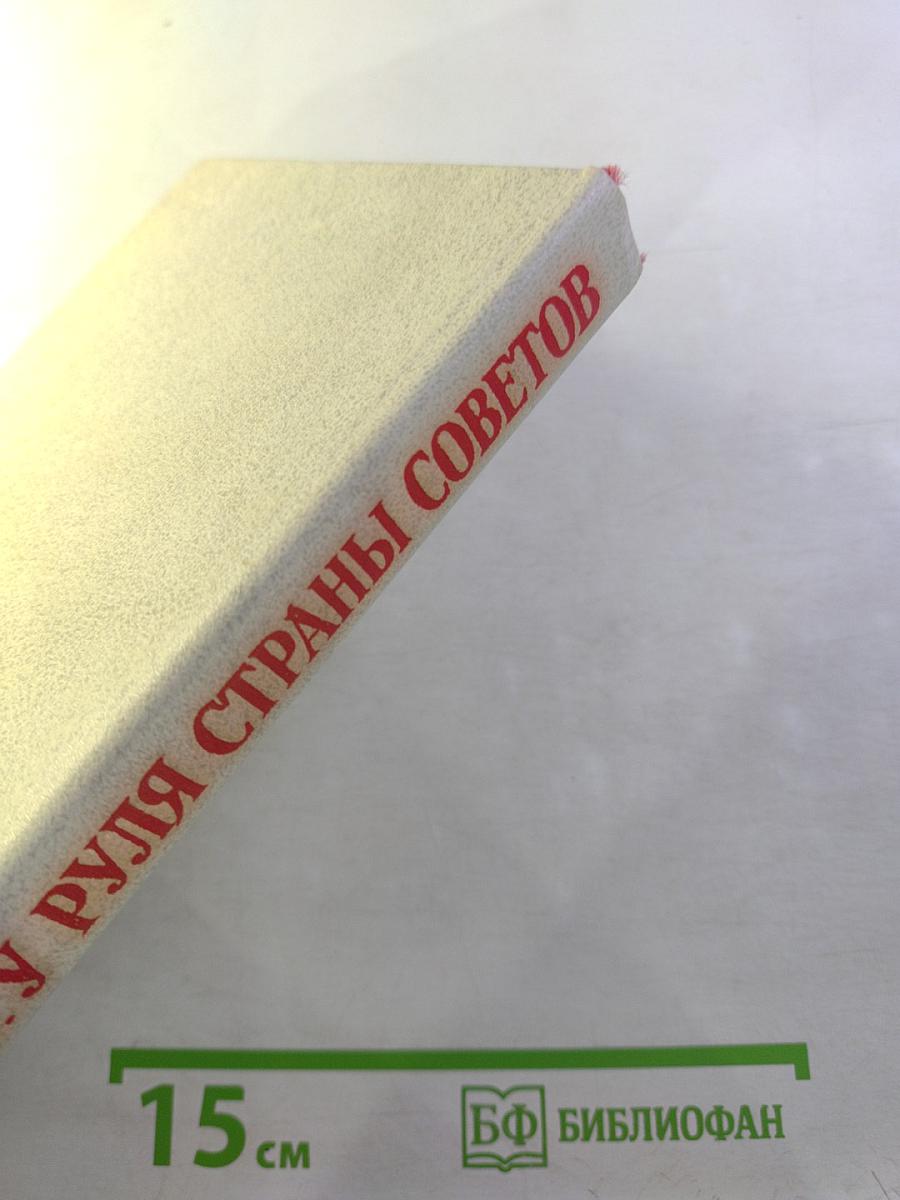 У РУЛЯ СТРАНЫ СОВЕТОВ
15 см
БФ БИБЛИОФАН